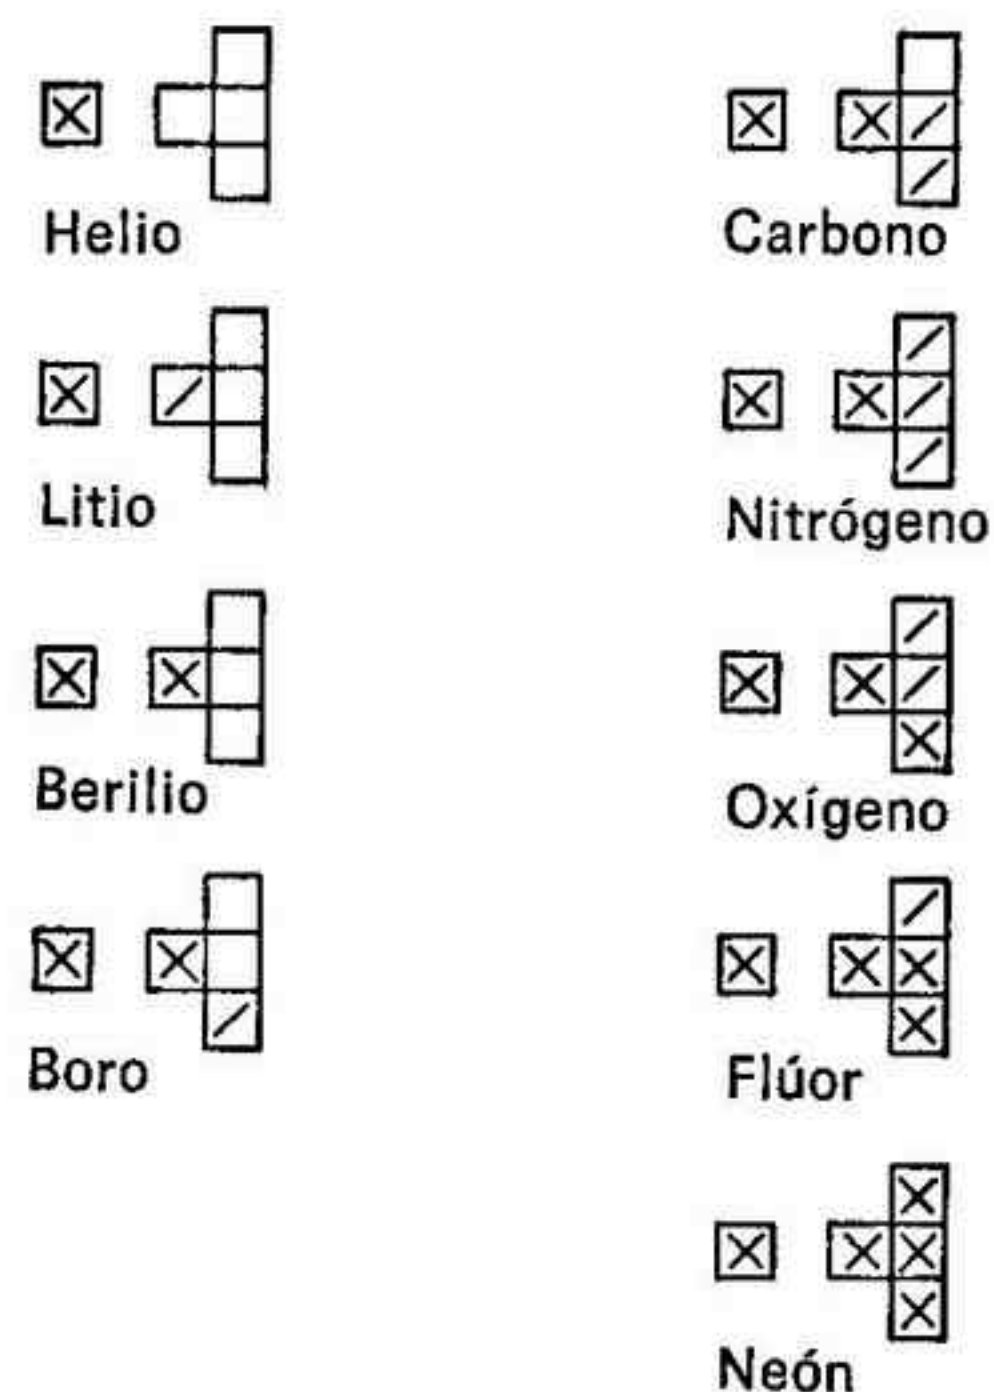 Helio
Litio
Berilio
Boro
Carbono
Nitrógeno
Oxígeno
Flúor
Neón